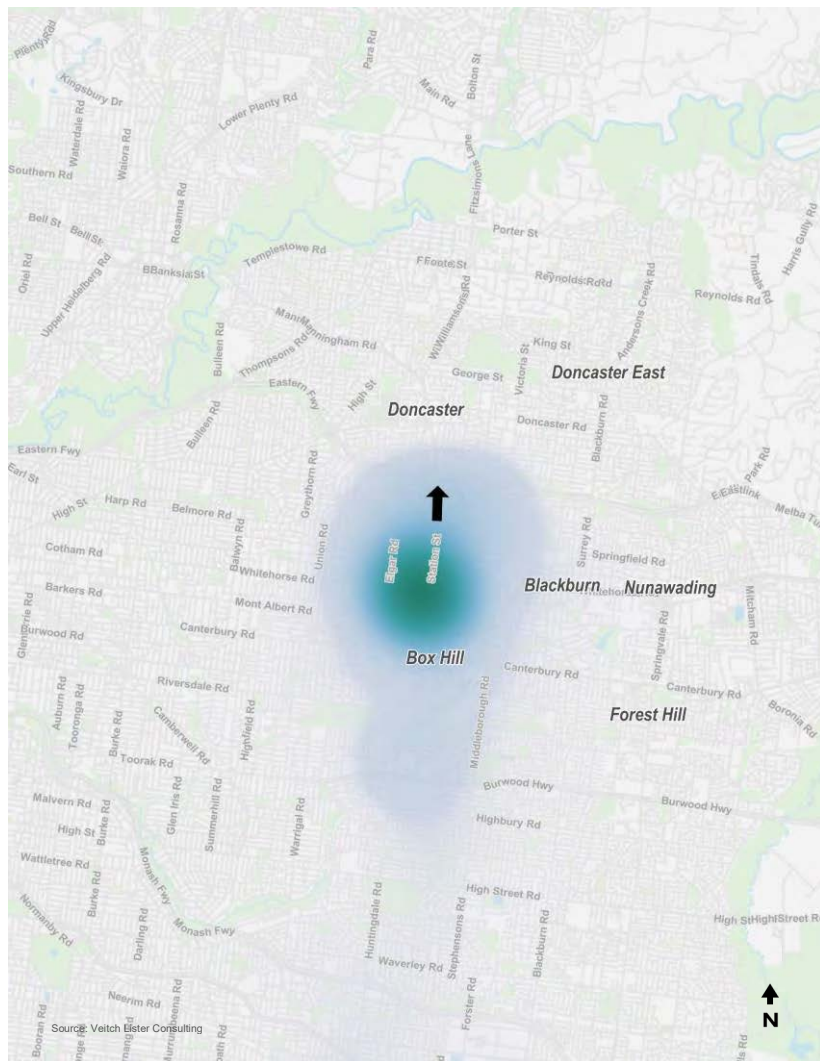 Plenty Rd
Kingsbury Dr
Waterdale Rd
Waiora Rd
Lower Plenty Rd
Para Rd
Main Rd
Bolton St
Southern Rd
Rosanna Rd
Fitzsimons Lane
Bell St
Bell St
Oriel Rd
Upper Heidelberg Rd
Banksia St
Templestowe Rd
Porter St
Foote St
Reynolds Rd
Reynolds Rd
Tindals Rd
Harris Gully Rd
Williamsons Rd
Andersons Creek Rd
Manningham Rd
Thompsons Rd
Bulleen Rd
King St
Victoria St
George St
Doncaster East
Eastern Fwy
High St
Doncaster
Doncaster Rd
Blackburn Rd
Bulleen Rd
Eastern Fwy
Earl St
High St
Harp Rd
Belmore Rd
Greythorn Rd
Park Rd
Eastlink
Cotham Rd
Balwyn Rd
Union Rd
Elgar Rd
Station St
Surrey Rd
Springfield Rd
Whitehorse Rd
Barkers Rd
Mont Albert Rd
Blackburn
Nunawading
Mitcham Rd
Burwood Rd
Canterbury Rd
Box Hill
Canterbury Rd
Springvale Rd
Canterbury Rd
Riversdale Rd
Auburn Rd
Tooronga Rd
Burke Rd
Camberwell Rd
Highfield Rd
Middleborough Rd
Forest Hill
Boronia Rd
Toorak Rd
Burwood Hwy
Burwood Hwy
Malvern Rd
Burke Rd
Glen Iris Rd
Summerhill Rd
Warrigal Rd
Highbury Rd
High St
Wattletree Rd
Monash Fwy
Burke Rd
Huntingdale Rd
High Street Rd
High Street Rd
Normanby Rd
Darling Rd
Monash Fwy
Stephensons Rd
Blackburn Rd
Waverley Rd
Neerim Rd
Murrumbeena Rd
Booran Rd
Forster Rd
N
Source: Veitch Lister Consulting